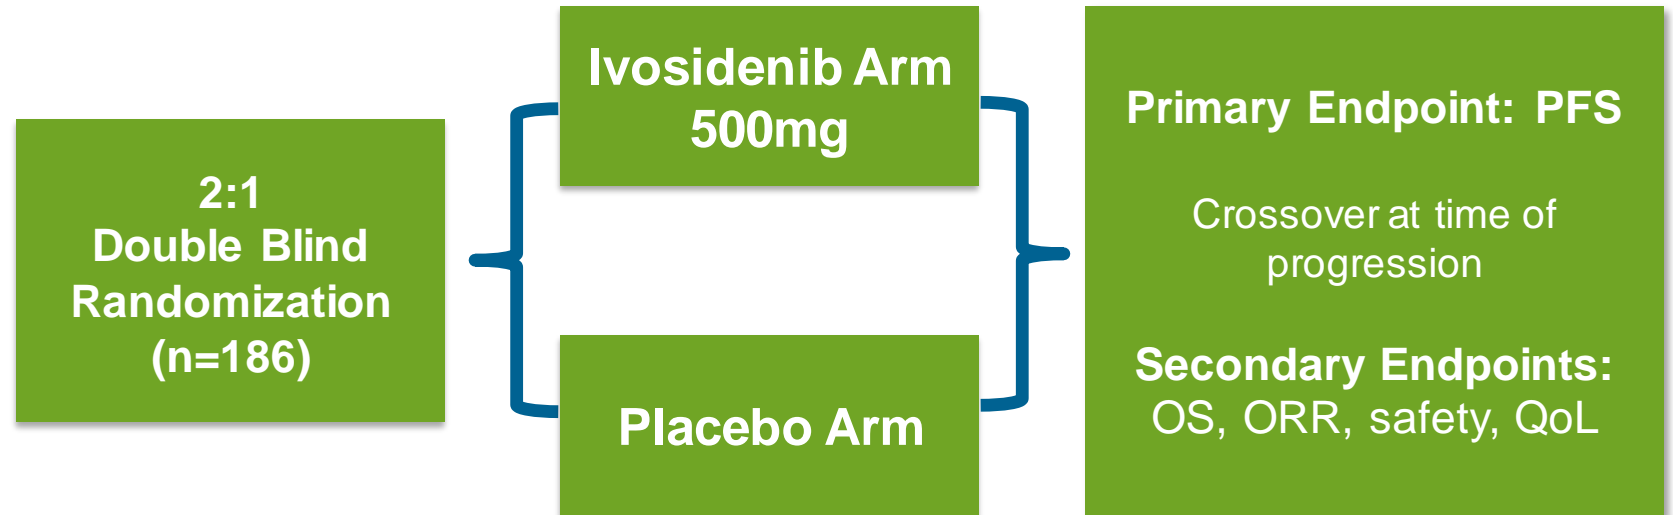 2:1
Double Blind
Randomization
(n=186)
Ivosidenib Arm
500mg
Placebo Arm
Primary Endpoint: PFS
Crossover at time of
progression
Secondary Endpoints:
OS, ORR, safety, QoL